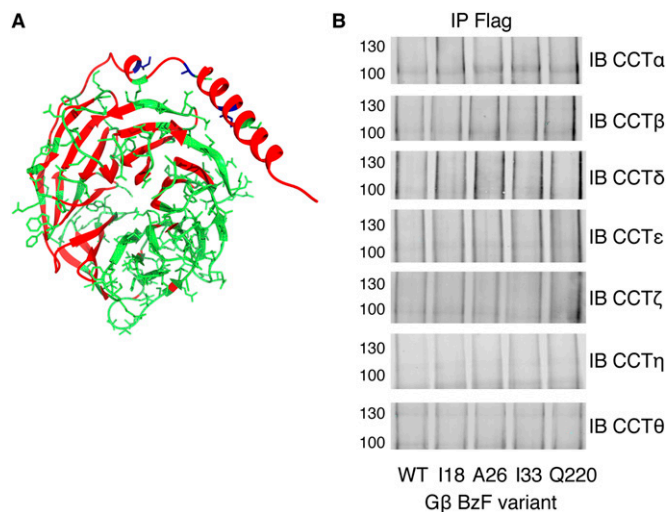 A
B
IP Flag
130
100
IB CCTα
130
100
IB CCTβ
130
100
IB CCTδ
130
100
IB CCTε
130
100
IB CCTζ
130
100
IB CCTη
130
100
IB CCTθ
WT I18 A26 I33 Q220
Gβ BzF variant